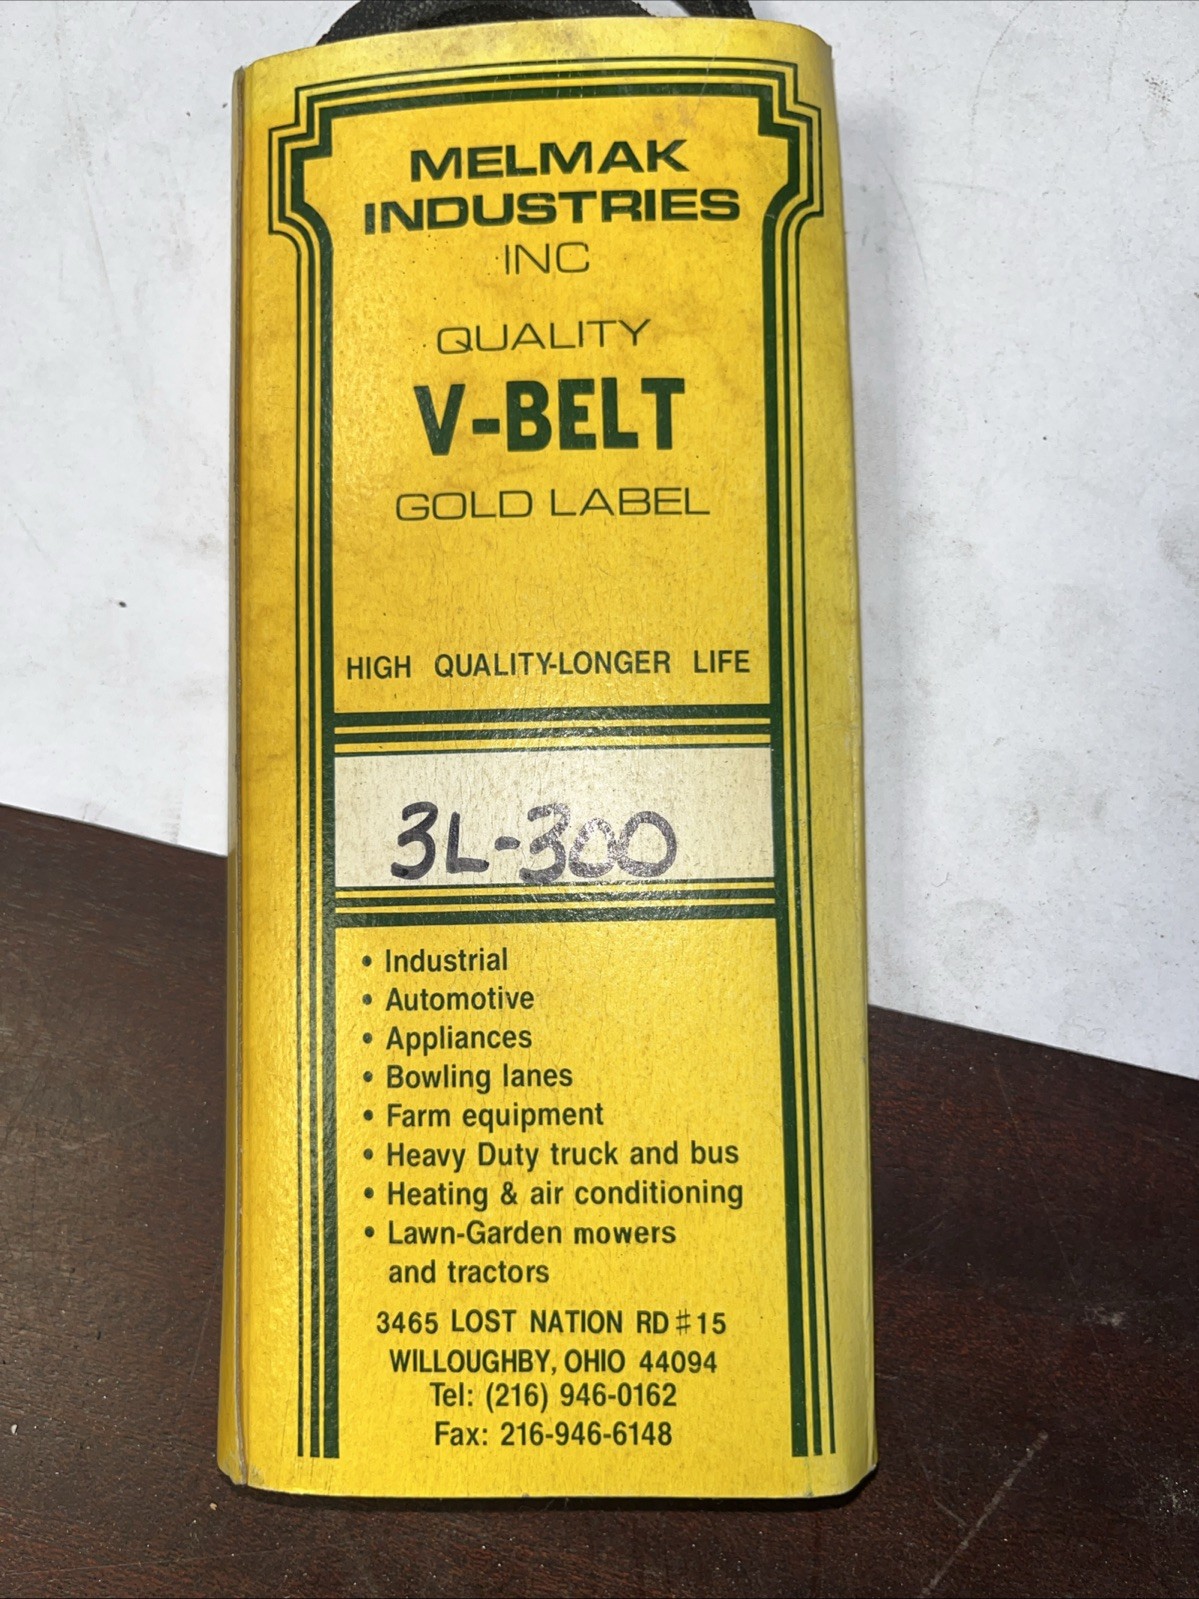 MELMAK
INDUSTRIES
INC
QUALITY
V-BELT
GOLD LABEL
HIGH QUALITY-LONGER LIFE
3L-300
• Industrial
• Automotive
• Appliances
• Bowling lanes
• Farm equipment
• Heavy Duty truck and bus
• Heating & air conditioning
• Lawn-Garden mowers
and tractors
3465 LOST NATION RD #15
WILLOUGHBY, OHIO 44094
Tel: (216) 946-0162
Fax: 216-946-6148